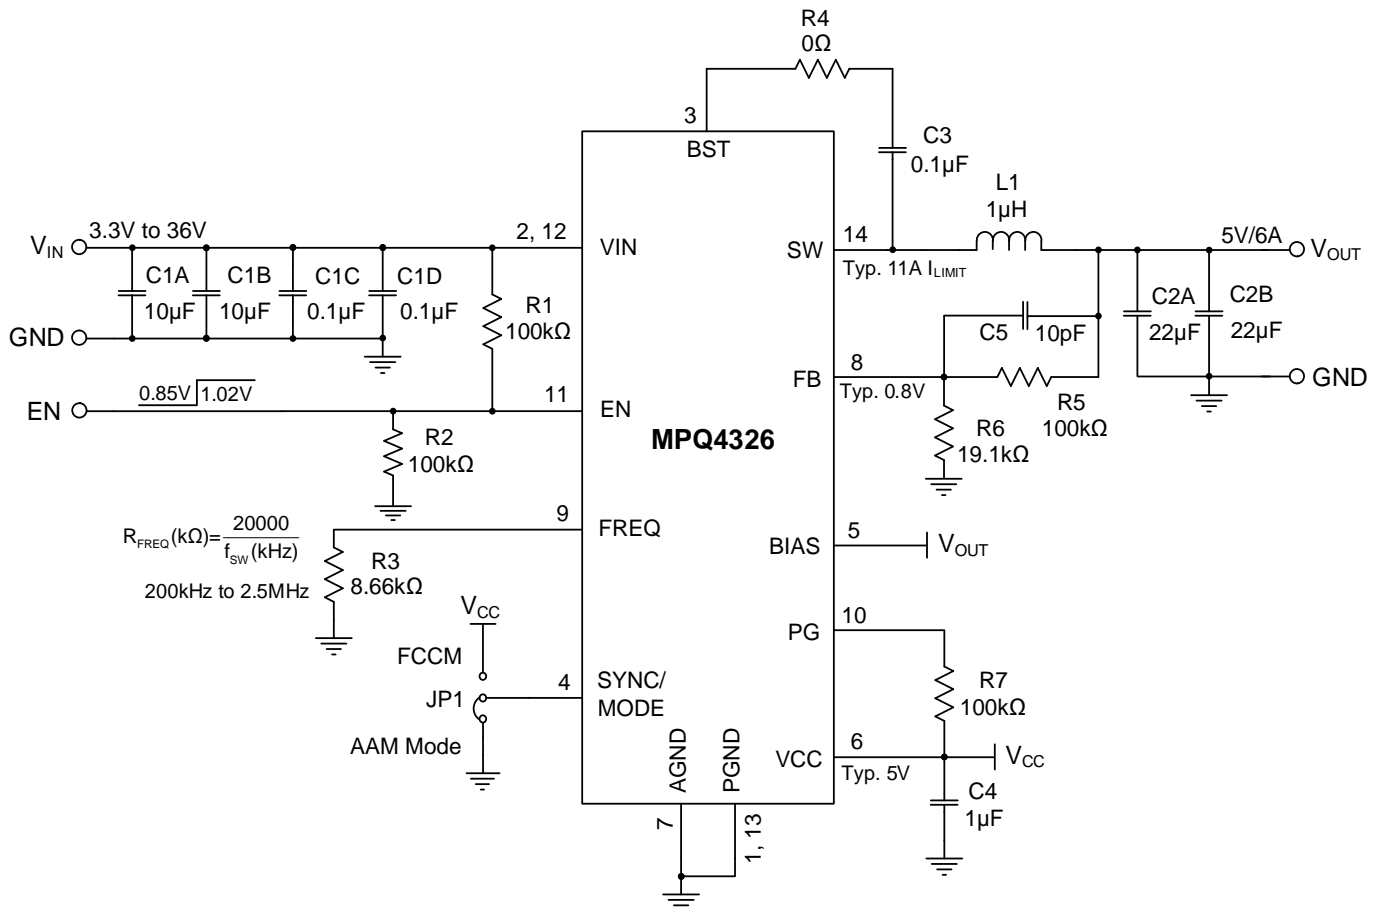 R4
0Ω
3
BST
C3
0.1µF
L1
1µH
VIN 3.3V to 36V
2, 12
VIN
SW
14
Typ. 11A ILIMIT
5V/6A
VOUT
C1A
10µF
C1B
10µF
C1C
0.1µF
C1D
0.1µF
R1
100kΩ
GND
C5
10pF
C2A
22µF
C2B
22µF
GND
FB
8
Typ. 0.8V
R5
100kΩ
R6
19.1kΩ
EN
0.85V
1.02V
11
EN
MPQ4326
R2
100kΩ
9
FREQ
RFREQ(kΩ)=20000
fSW(kHz)
200kHz to 2.5MHz
R3
8.66kΩ
BIAS
5
VOUT
VCC
FCCM
JP1
AAM Mode
4
SYNC/
MODE
PG
10
R7
100kΩ
VCC
6
Typ. 5V
VCC
C4
1µF
AGND
PGND
7
1, 13